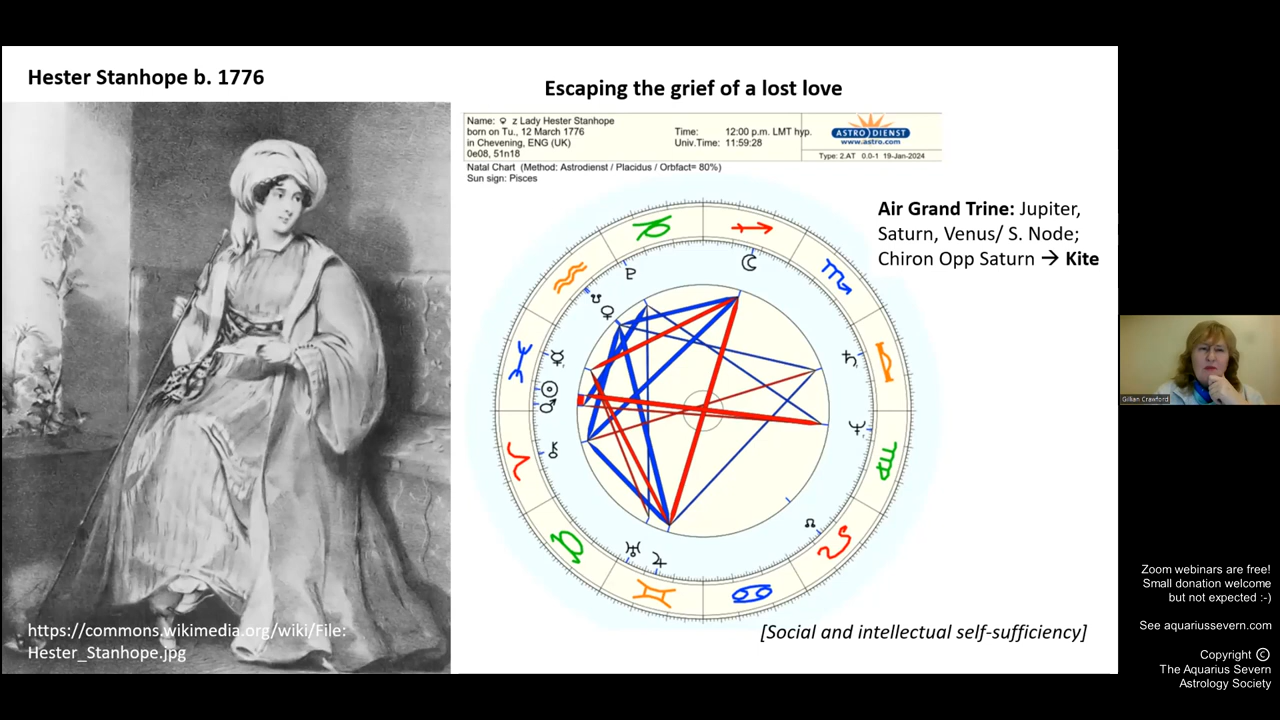 Hester Stanhope b. 1776
Escaping the grief of a lost love
Name: ♀ z Lady Hester Stanhope
born on Tu., 12 March 1776
in Chevening, ENG (UK)
0e08, 51n18
Time: 12:00 p.m. LMT hyp.
Univ.Time: 11:59:28
ASTRO DIENST
www.astro.com
Type: 2.AT 0.0-1 19-Jan-2024
Natal Chart (Method: Astrodienst / Placidus / Orbfact= 80%)
Sun sign: Pisces
Air Grand Trine: Jupiter,
Saturn, Venus/ S. Node;
Chiron Opp Saturn → Kite
[Social and intellectual self-sufficiency]
https://commons.wikimedia.org/wiki/File:
Hester_Stanhope.jpg
Gillian Crawford
Zoom webinars are free!
Small donation welcome
but not expected :-)
See aquariussevern.com
Copyright ©
The Aquarius Severn
Astrology Society